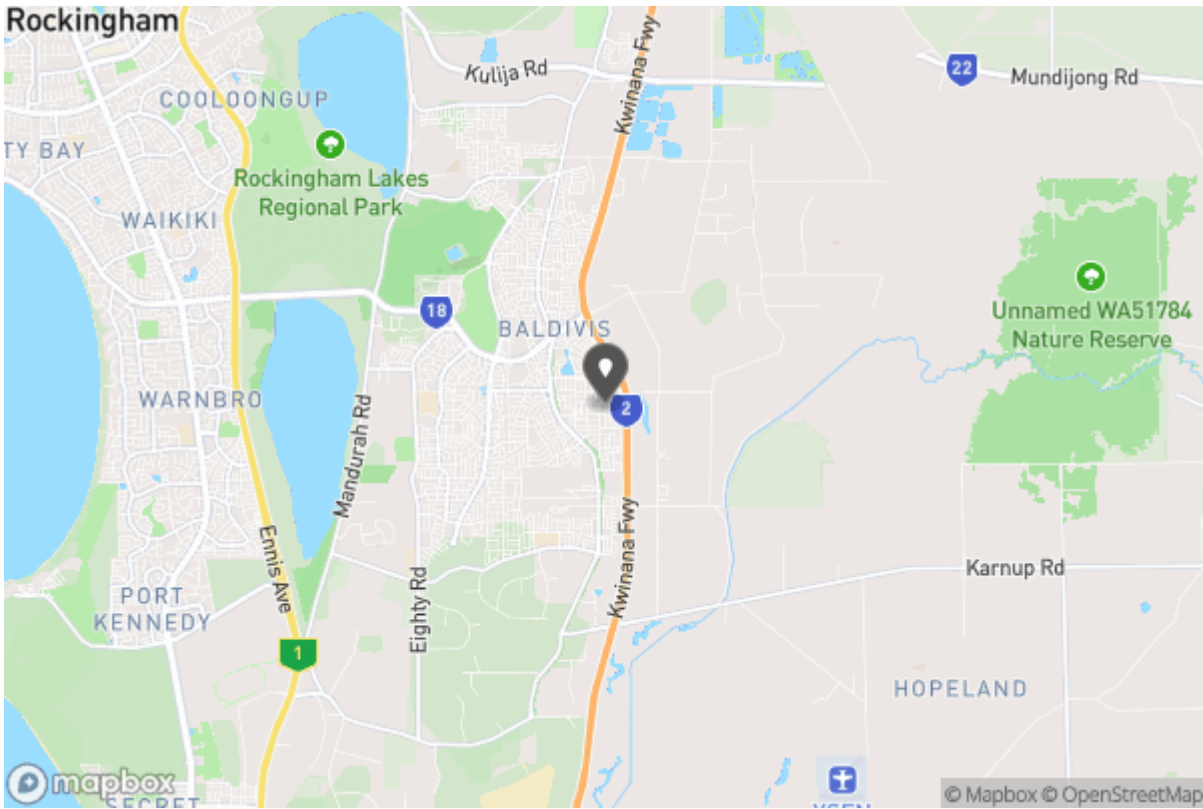 Rockingham
Kulija Rd
Kwinana Fwy
22
Mundijong Rd
COOLOONGUP
TY BAY
Rockingham Lakes
Regional Park
WAIKIKI
Unnamed WA51784
Nature Reserve
18
BALDIVIS
WARNBRO
Mandurah Rd
2
Ennis Ave
Eighty Rd
Kwinana Fwy
Karnup Rd
PORT
KENNEDY
1
HOPELAND
mapbox
SECRET
YSEN
© Mapbox © OpenStreetMap